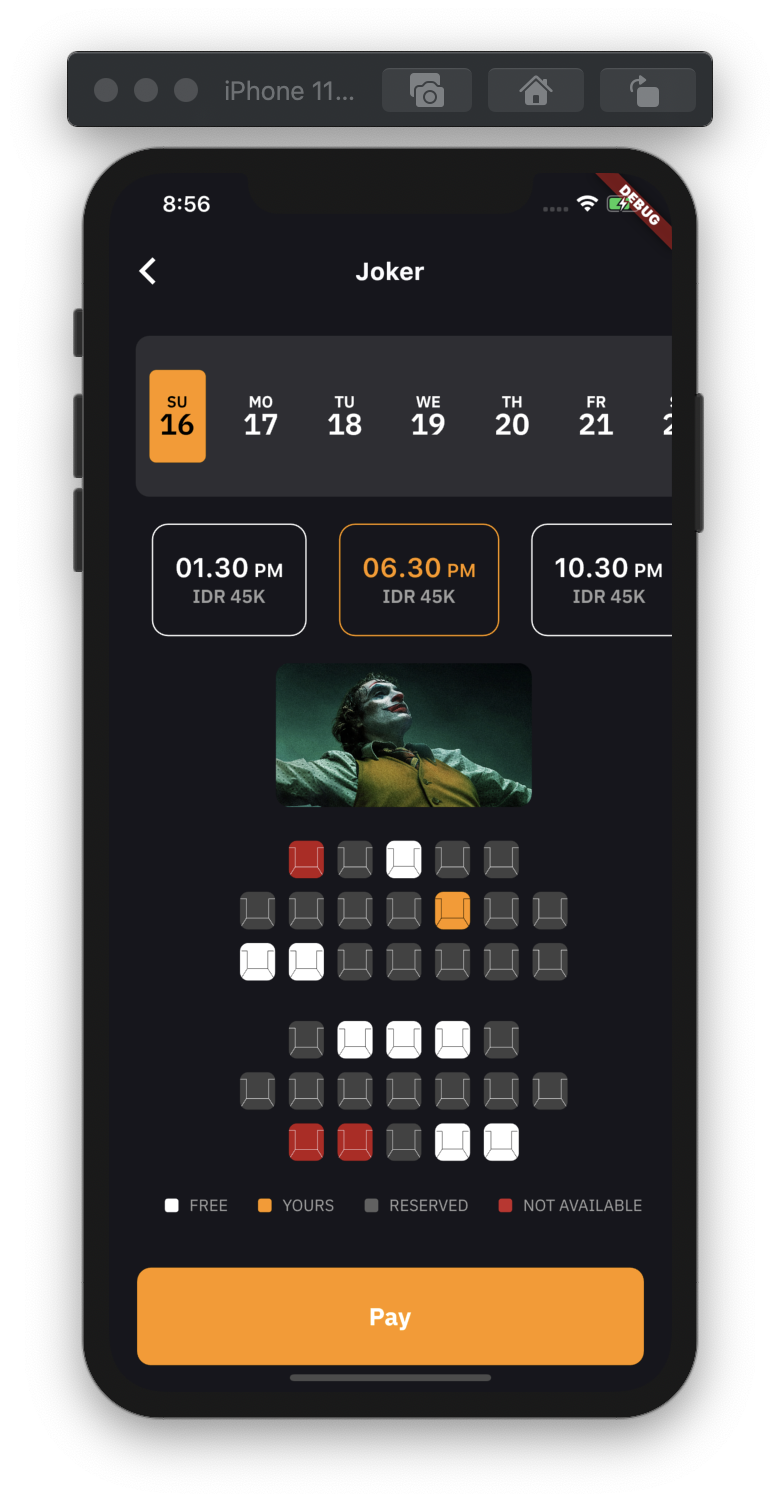 iPhone 11...
8:56
DEBUG
Joker
SU MO TU WE TH FR
16 17 18 19 20 21
01.30 PM 06.30 PM 10.30 PM
IDR 45K IDR 45K IDR 45K
FREE YOURS RESERVED NOT AVAILABLE
Pay